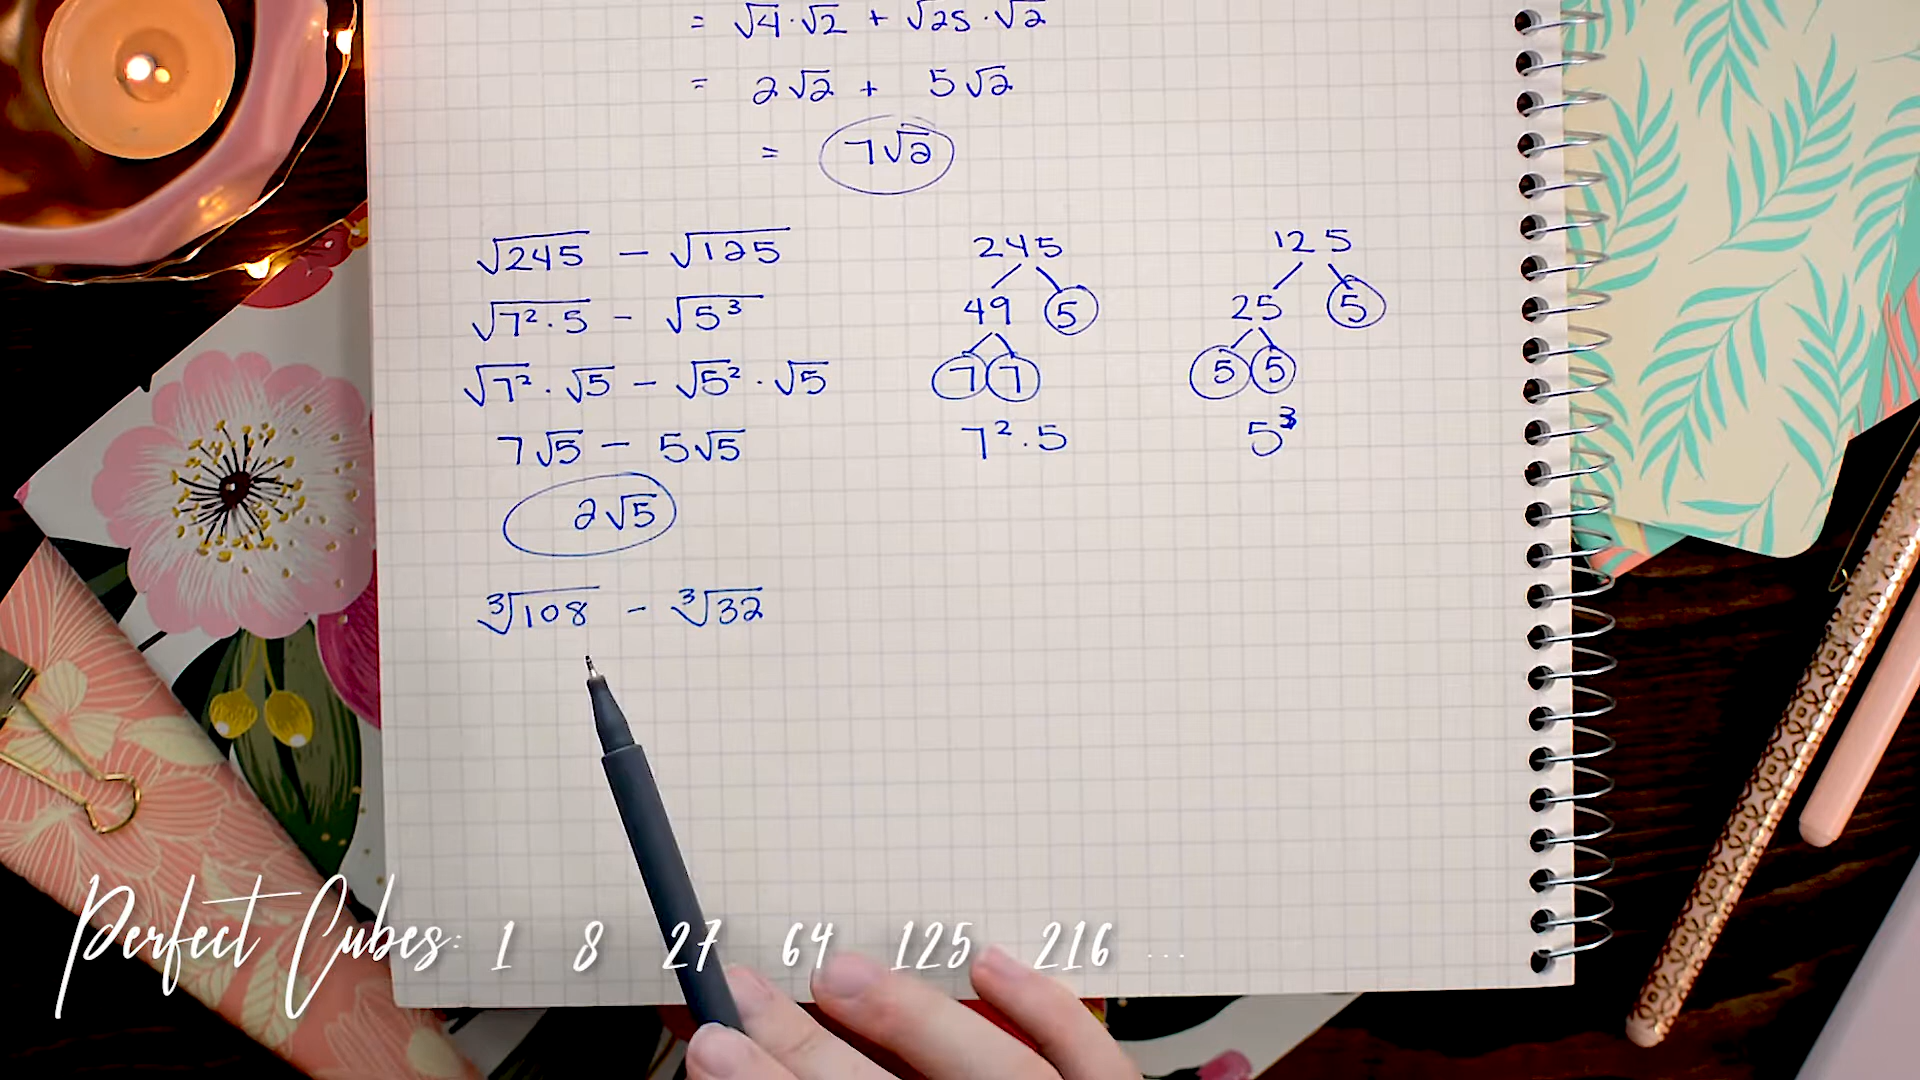 = √4 · √2 + √25 · √2
= 2√2 + 5√2
= 7√2
√245 − √125
√7² · 5 − √5³
√7² · √5 − √5² · √5
7√5 − 5√5
2√5
245
49 5
7 7
7² · 5
125
25 5
5 5
5³
³√108 − ³√32
Perfect Cubes: 1 8 27 64 125 216 ...